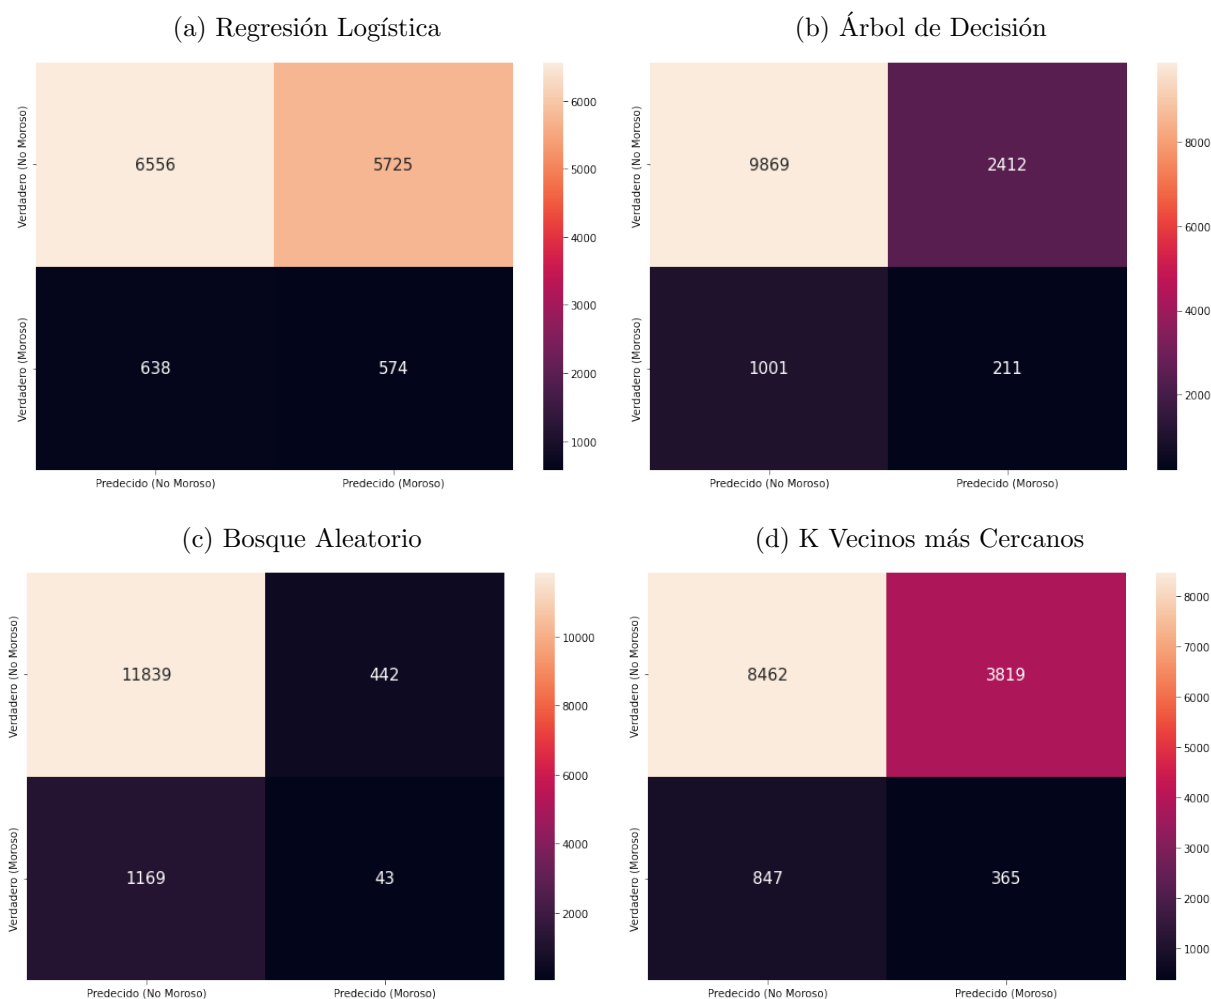 (a) Regresión Logística
Verdadero (No Moroso)
Verdadero (Moroso)
6556
5725
638
574
Predecido (No Moroso)
Predecido (Moroso)
6000
5000
4000
3000
2000
1000
(b) Árbol de Decisión
Verdadero (No Moroso)
Verdadero (Moroso)
9869
2412
1001
211
Predecido (No Moroso)
Predecido (Moroso)
8000
6000
4000
2000
(c) Bosque Aleatorio
Verdadero (No Moroso)
Verdadero (Moroso)
11839
442
1169
43
Predecido (No Moroso)
Predecido (Moroso)
10000
8000
6000
4000
2000
(d) K Vecinos más Cercanos
Verdadero (No Moroso)
Verdadero (Moroso)
8462
3819
847
365
Predecido (No Moroso)
Predecido (Moroso)
8000
7000
6000
5000
4000
3000
2000
1000